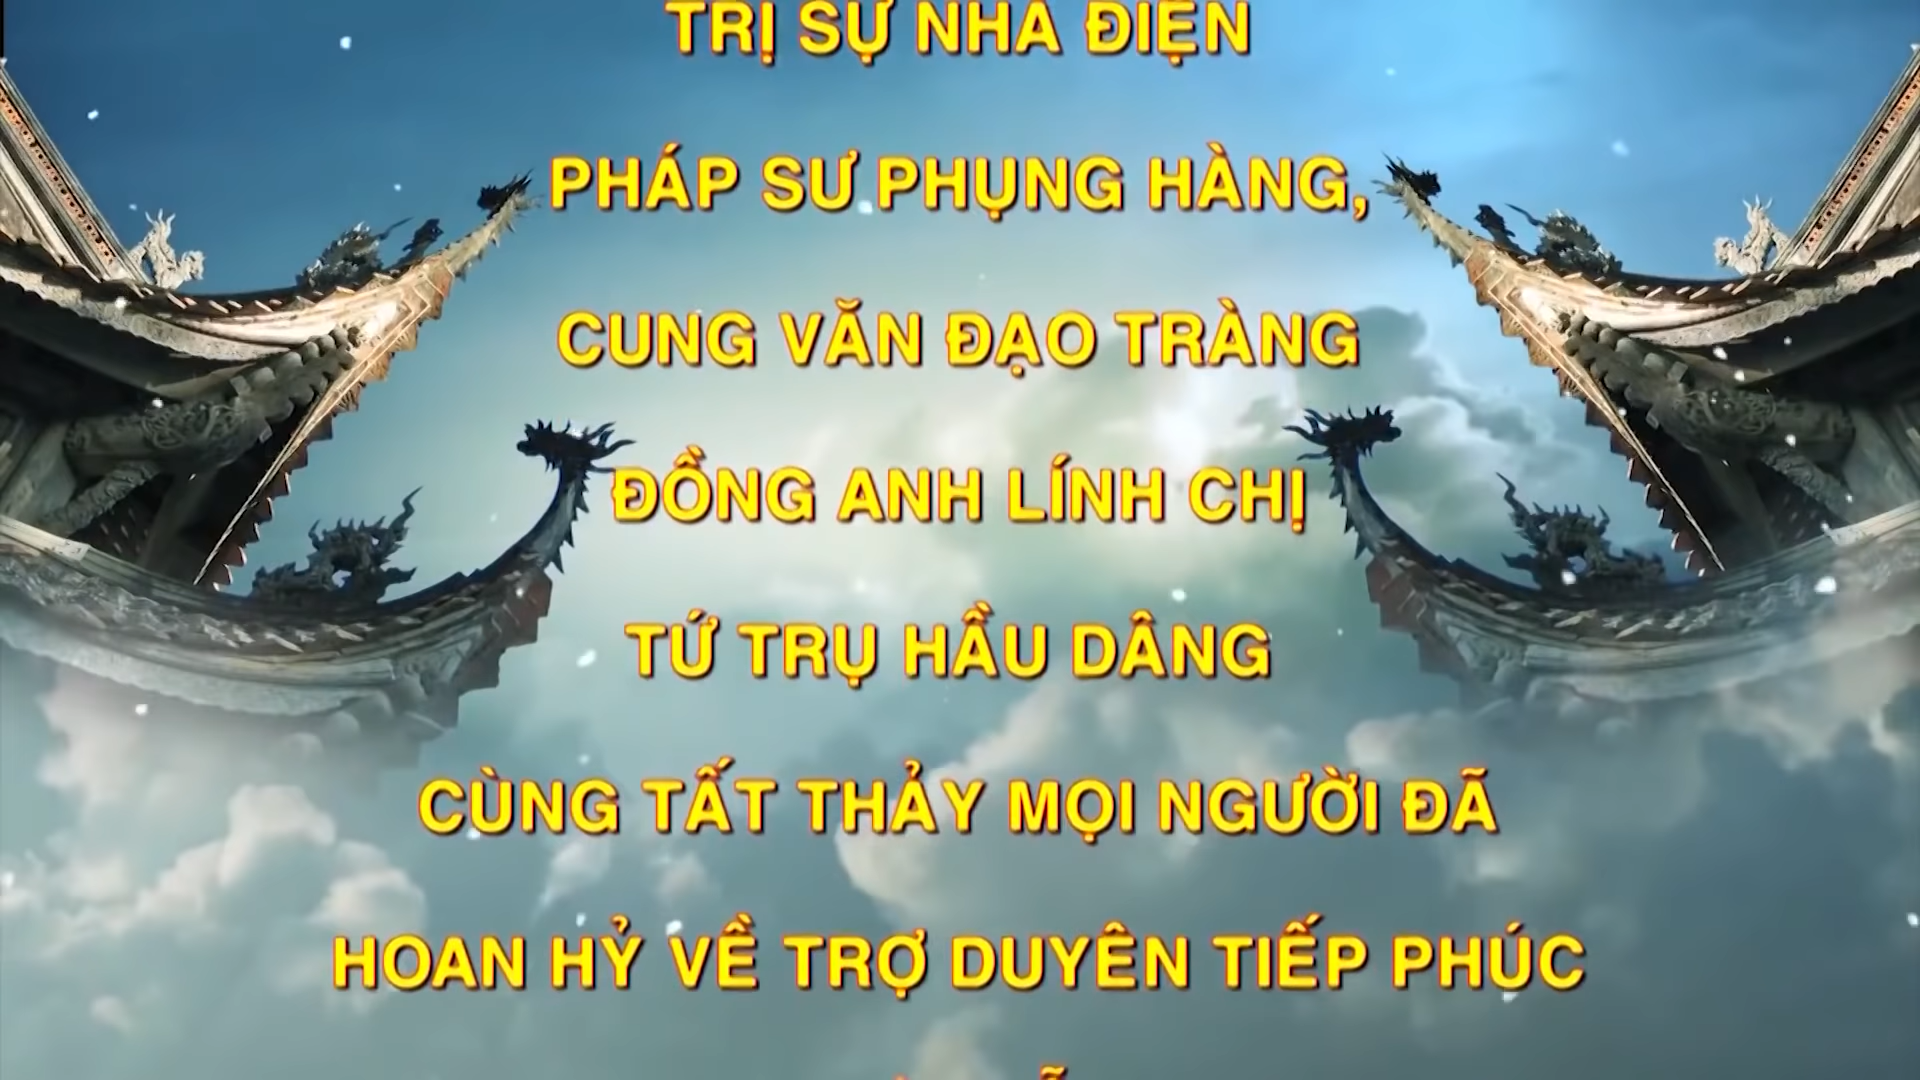 TRỊ SỰ NHA ĐIỆN
PHÁP SƯ PHỤNG HÀNG,
CUNG VĂN ĐẠO TRÀNG
ĐỒNG ANH LÍNH CHỊ
TỨ TRỤ HẦU DÂNG
CÙNG TẤT THẢY MỌI NGƯỜI ĐÃ
HOAN HỶ VỀ TRỢ DUYÊN TIẾP PHÚC